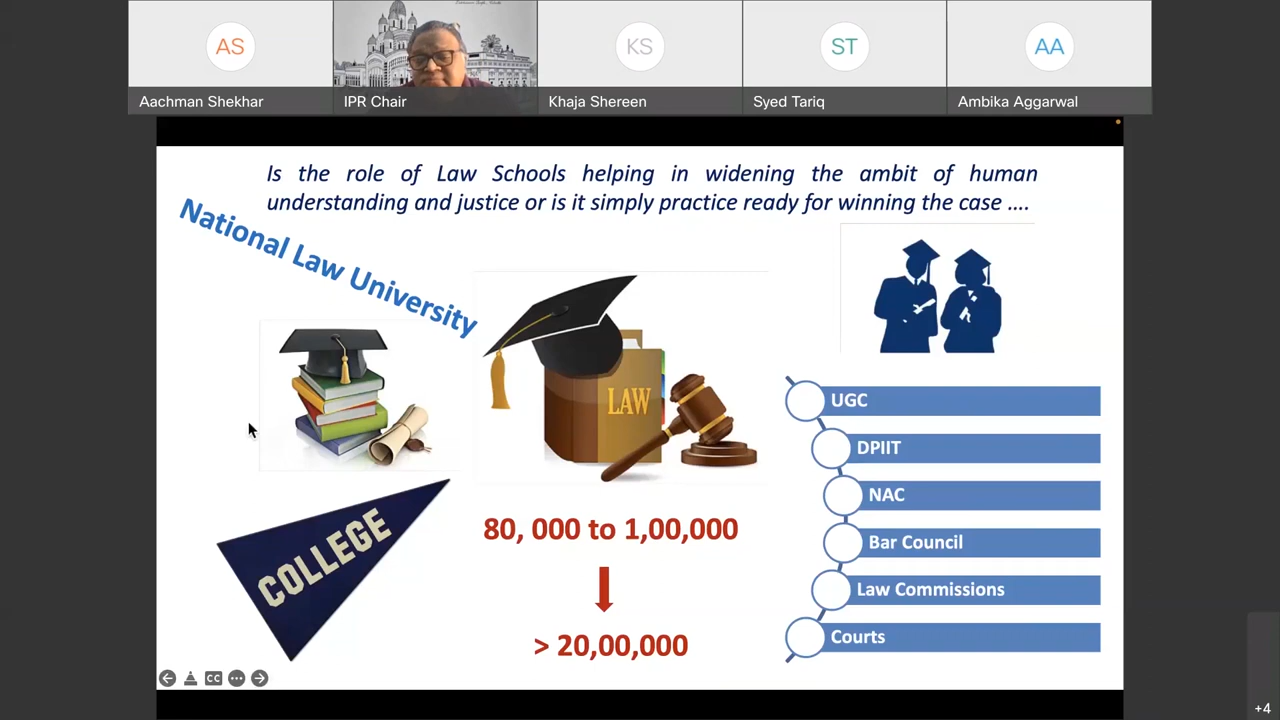 AS
KS
ST
AA
Aachman Shekhar
IPR Chair
Khaja Shereen
Syed Tariq
Ambika Aggarwal
Is the role of Law Schools helping in widening the ambit of human
understanding and justice or is it simply practice ready for winning the case ....
National Law University
LAW
COLLEGE
80, 000 to 1,00,000
> 20,00,000
UGC
DPIIT
NAC
Bar Council
Law Commissions
Courts
CC
+4